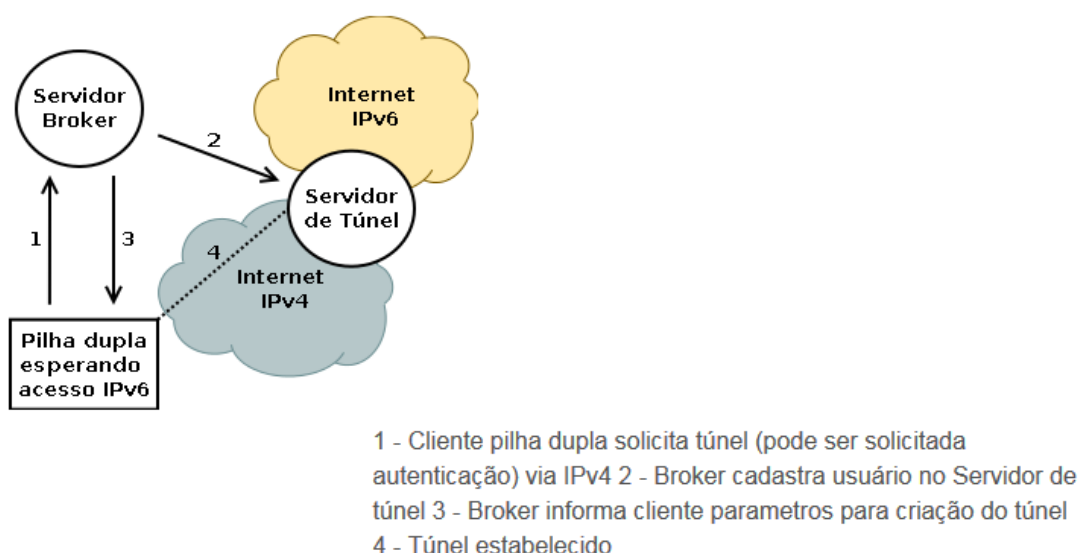 Servidor
Broker
Internet
IPv6
2
Servidor
de Túnel
1
3
4
Internet
IPv4
Pilha dupla
esperando
acesso IPv6
1 - Cliente pilha dupla solicita túnel (pode ser solicitada
autenticação) via IPv4 2 - Broker cadastra usuário no Servidor de
túnel 3 - Broker informa cliente parametros para criação do túnel
4 - Túnel estabelecido